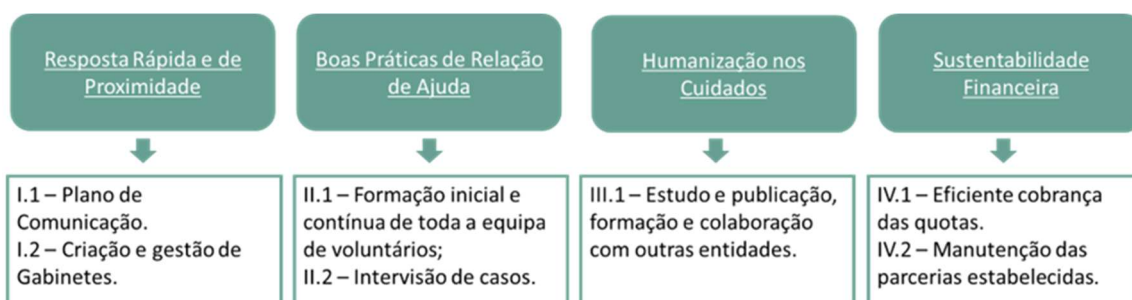 Resposta Rápida e de
Proximidade
Boas Práticas de Relação
de Ajuda
Humanização nos
Cuidados
Sustentabilidade
Financeira
I.1 – Plano de
Comunicação.
I.2 – Criação e gestão de
Gabinetes.
II.1 – Formação inicial e
contínua de toda a equipa
de voluntários;
II.2 – Intervisão de casos.
III.1 – Estudo e publicação,
formação e colaboração
com outras entidades.
IV.1 – Eficiente cobrança
das quotas.
IV.2 – Manutenção das
parcerias estabelecidas.